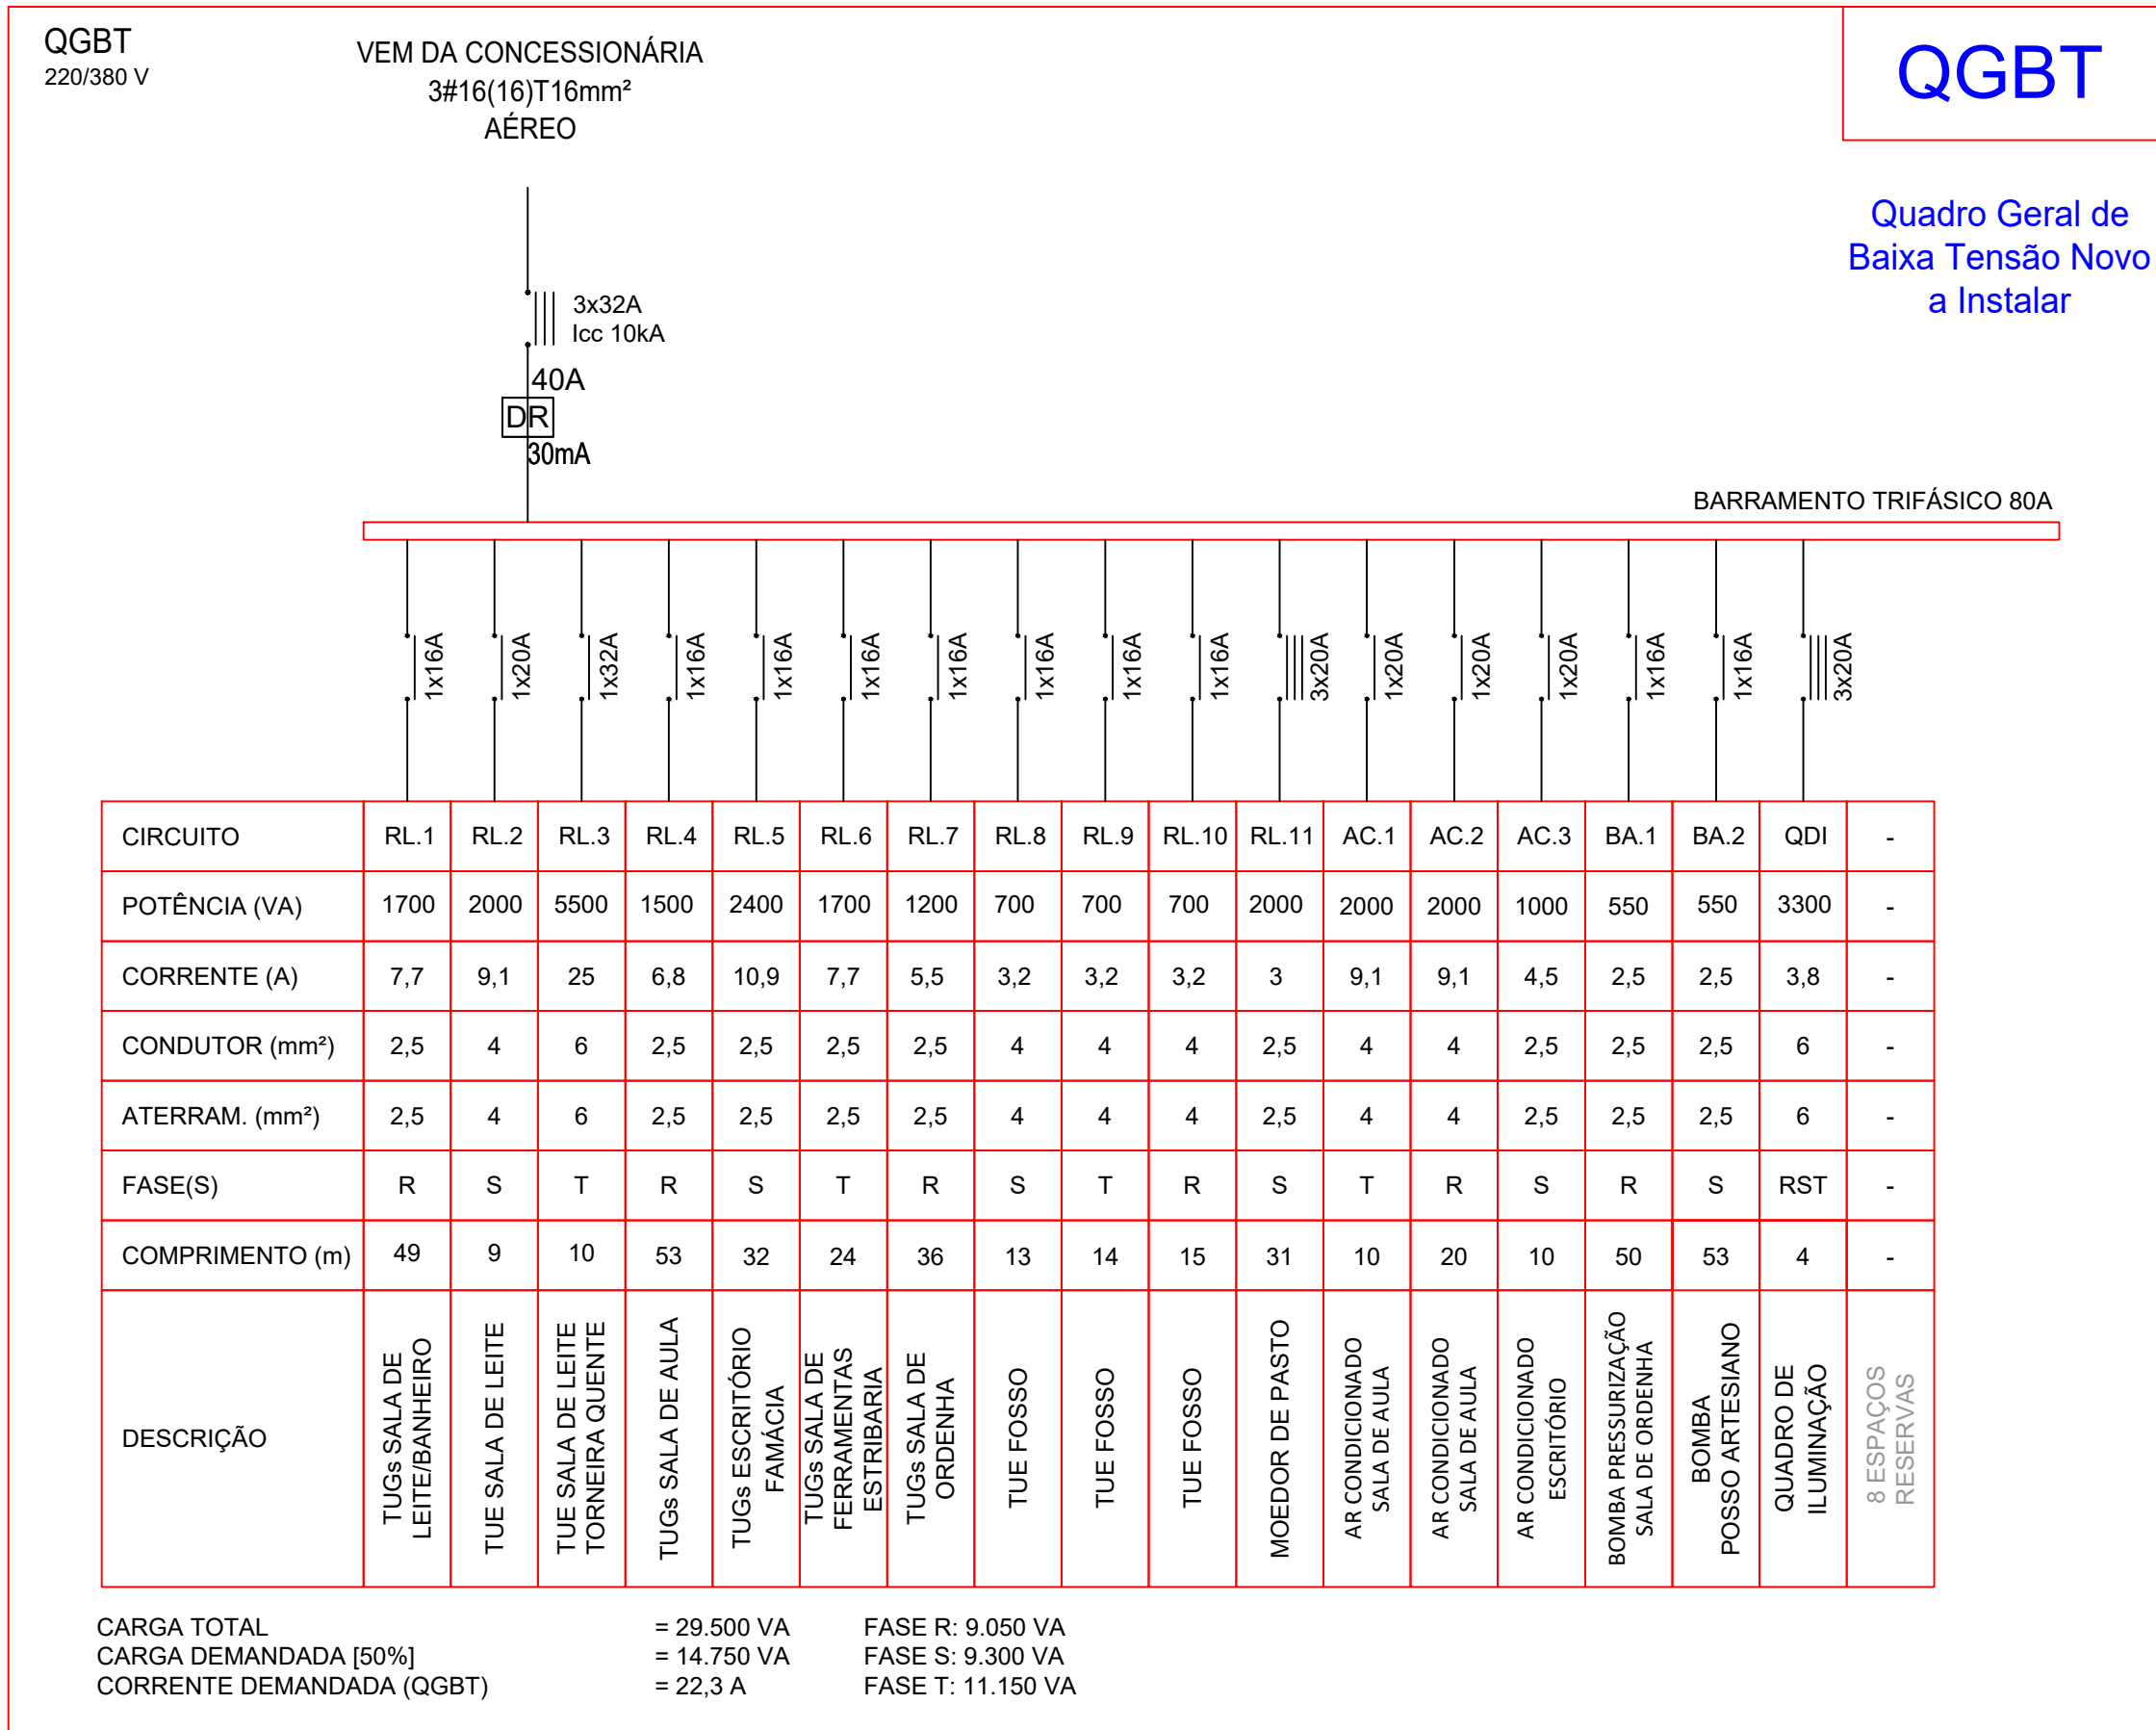 QGBT
220/380 V
VEM DA CONCESSIONÁRIA
3#16(16)T16mm²
AÉREO
QGBT
Quadro Geral de
Baixa Tensão Novo
a Instalar
3x32A
Icc 10kA
40A
DR
30mA
BARRAMENTO TRIFÁSICO 80A
1x16A 1x20A 1x32A 1x16A 1x16A 1x16A 1x16A 1x16A 1x16A 1x16A 3x20A 1x20A 1x20A 1x20A 1x16A 1x16A 3x20A
CIRCUITO RL.1 RL.2 RL.3 RL.4 RL.5 RL.6 RL.7 RL.8 RL.9 RL.10 RL.11 AC.1 AC.2 AC.3 BA.1 BA.2 QDI -
POTÊNCIA (VA) 1700 2000 5500 1500 2400 1700 1200 700 700 700 2000 2000 2000 1000 550 550 3300 -
CORRENTE (A) 7,7 9,1 25 6,8 10,9 7,7 5,5 3,2 3,2 3,2 3 9,1 9,1 4,5 2,5 2,5 3,8 -
CONDUTOR (mm²) 2,5 4 6 2,5 2,5 2,5 2,5 4 4 4 2,5 4 4 2,5 2,5 2,5 6 -
ATERRAM. (mm²) 2,5 4 6 2,5 2,5 2,5 2,5 4 4 4 2,5 4 4 2,5 2,5 2,5 6 -
FASE(S) R S T R S T R S T R S T R S R S RST -
COMPRIMENTO (m) 49 9 10 53 32 24 36 13 14 15 31 10 20 10 50 53 4 -
DESCRIÇÃO
TUGs SALA DE
LEITE/BANHEIRO
TUE SALA DE LEITE
TUE SALA DE LEITE
TORNEIRA QUENTE
TUGs SALA DE AULA
TUGs ESCRITÓRIO
FAMÁCIA
TUGs SALA DE
FERRAMENTAS
ESTRIBARIA
TUGs SALA DE
ORDENHA
TUE FOSSO
TUE FOSSO
TUE FOSSO
MOEDOR DE PASTO
AR CONDICIONADO
SALA DE AULA
AR CONDICIONADO
SALA DE AULA
AR CONDICIONADO
ESCRITÓRIO
BOMBA PRESSURIZAÇÃO
SALA DE ORDENHA
BOMBA
POSSO ARTESIANO
QUADRO DE
ILUMINAÇÃO
8 ESPAÇOS
RESERVAS
CARGA TOTAL = 29.500 VA FASE R: 9.050 VA
CARGA DEMANDADA [50%] = 14.750 VA FASE S: 9.300 VA
CORRENTE DEMANDADA (QGBT) = 22,3 A FASE T: 11.150 VA